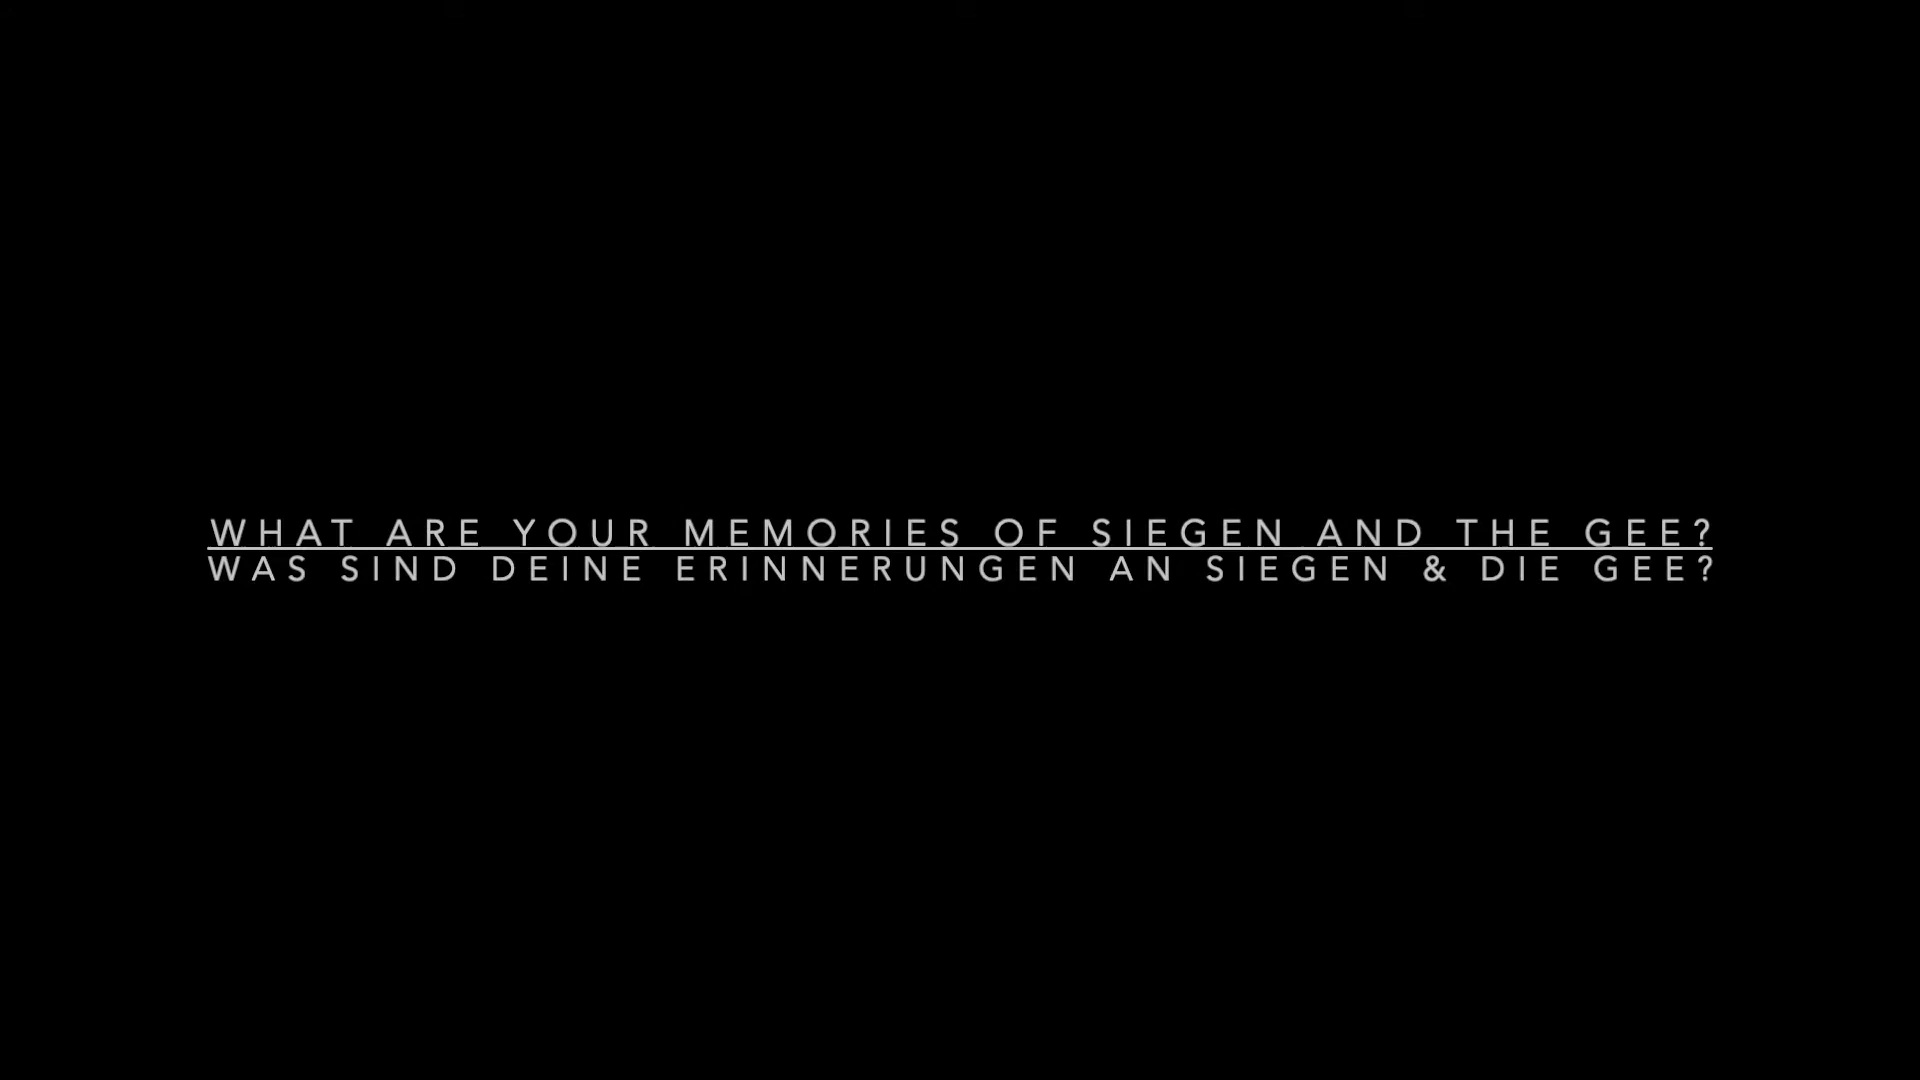 WHAT ARE YOUR MEMORIES OF SIEGEN AND THE GEE?
WAS SIND DEINE ERINNERUNGEN AN SIEGEN & DIE GEE?